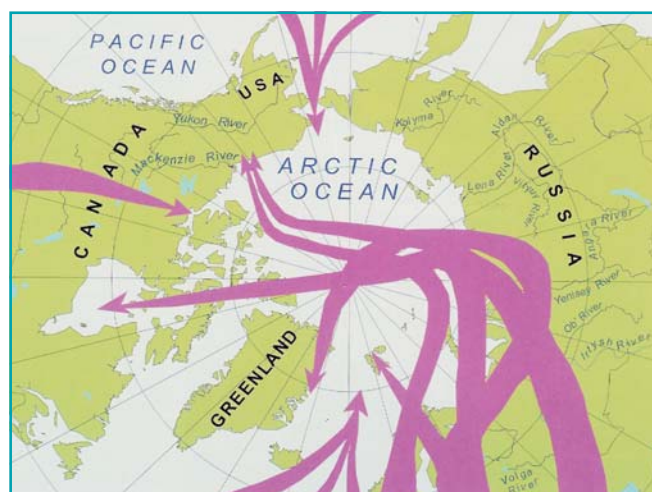 PACIFIC
OCEAN
USA
Yukon River
CANADA
Mackenzie River
ARCTIC
OCEAN
Kolyma River
Aldan River
Lena River
Vilyuy River
RUSSIA
Angara River
Yenisey River
Ob River
Irtysh River
GREENLAND
Volga
River